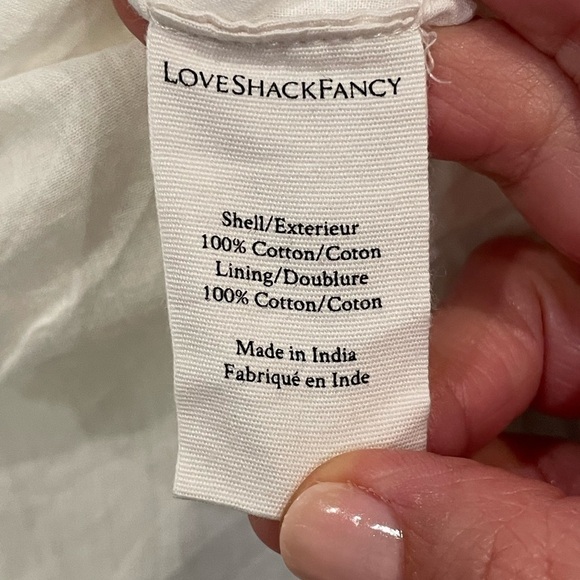 LOVESHACKFANCY
Shell/Exterieur
100% Cotton/Coton
Lining/Doublure
100% Cotton/Coton
Made in India
Fabriqué en Inde